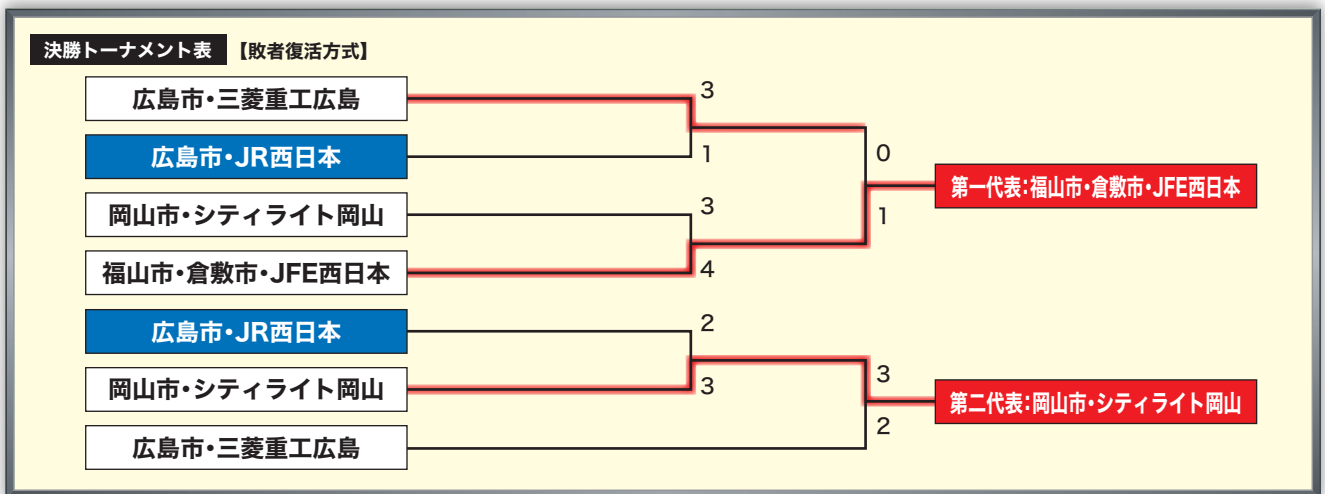 決勝トーナメント表 【敗者復活方式】
広島市・三菱重工広島
3
広島市・JR西日本
1
0
第一代表:福山市・倉敷市・JFE西日本
岡山市・シティライト岡山
3
1
福山市・倉敷市・JFE西日本
4
広島市・JR西日本
2
岡山市・シティライト岡山
3
3
第二代表:岡山市・シティライト岡山
2
広島市・三菱重工広島